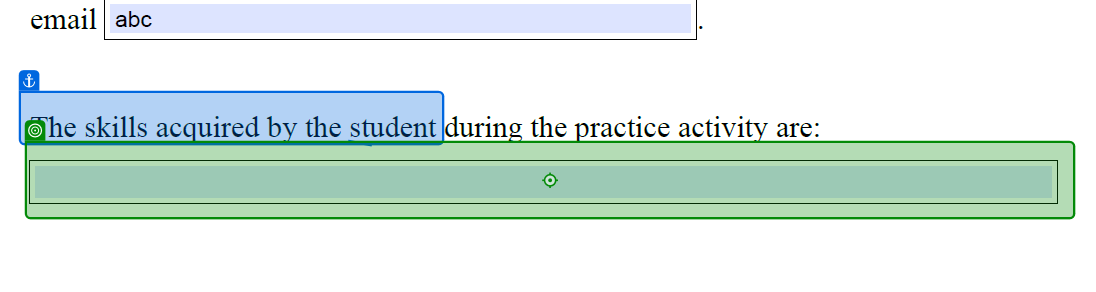 email abc.
The skills acquired by the student during the practice activity are: